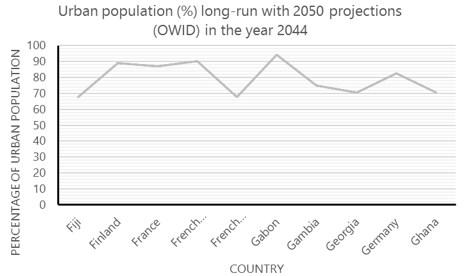 Urban population (%) long-run with 2050 projections
(OWID) in the year 2044
PERCENTAGE OF URBAN POPULATION
100
90
80
70
60
50
40
30
20
10
0
Fiji
Finland
France
French...
French...
Gabon
Gambia
Georgia
Germany
Ghana
COUNTRY